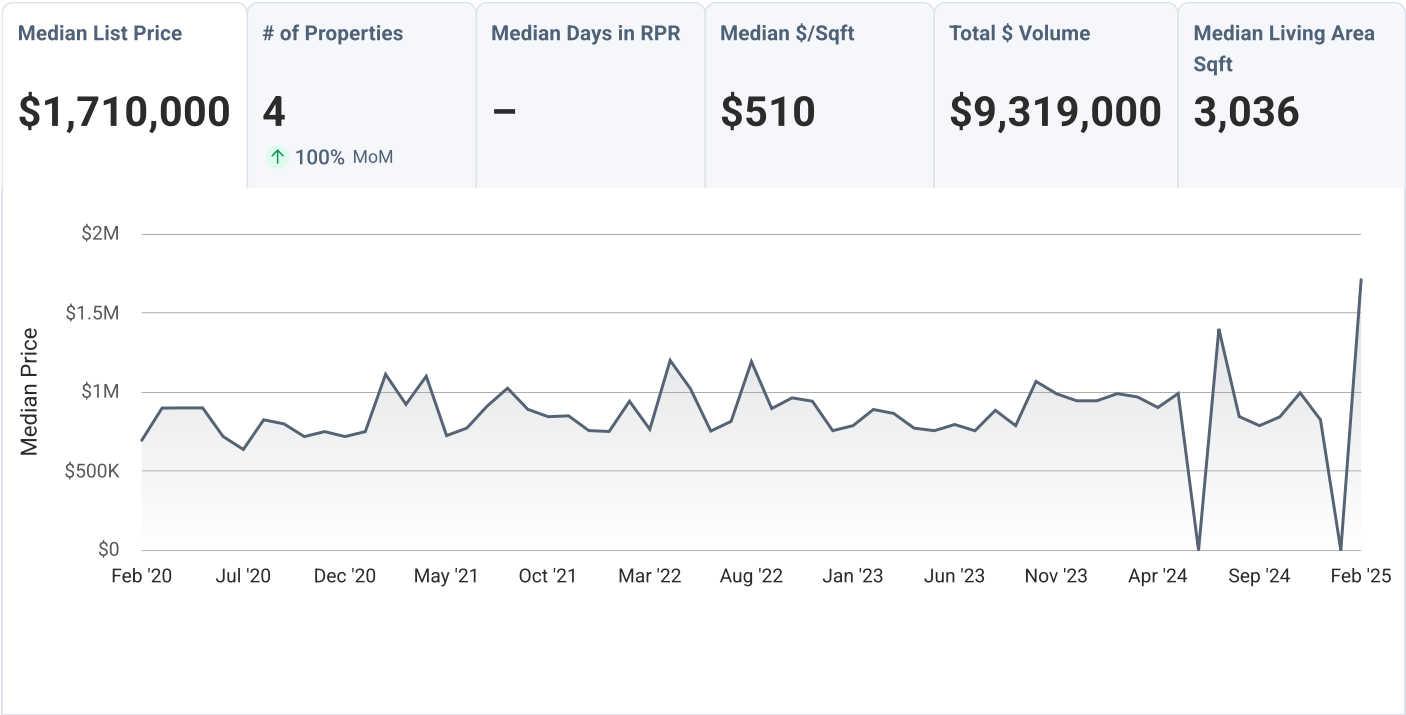 Median List Price
$1,710,000
# of Properties
4
↑ 100% MoM
Median Days in RPR
–
Median $/Sqft
$510
Total $ Volume
$9,319,000
Median Living Area
Sqft
3,036
Median Price
$2M
$1.5M
$1M
$500K
$0
Feb '20
Jul '20
Dec '20
May '21
Oct '21
Mar '22
Aug '22
Jan '23
Jun '23
Nov '23
Apr '24
Sep '24
Feb '25